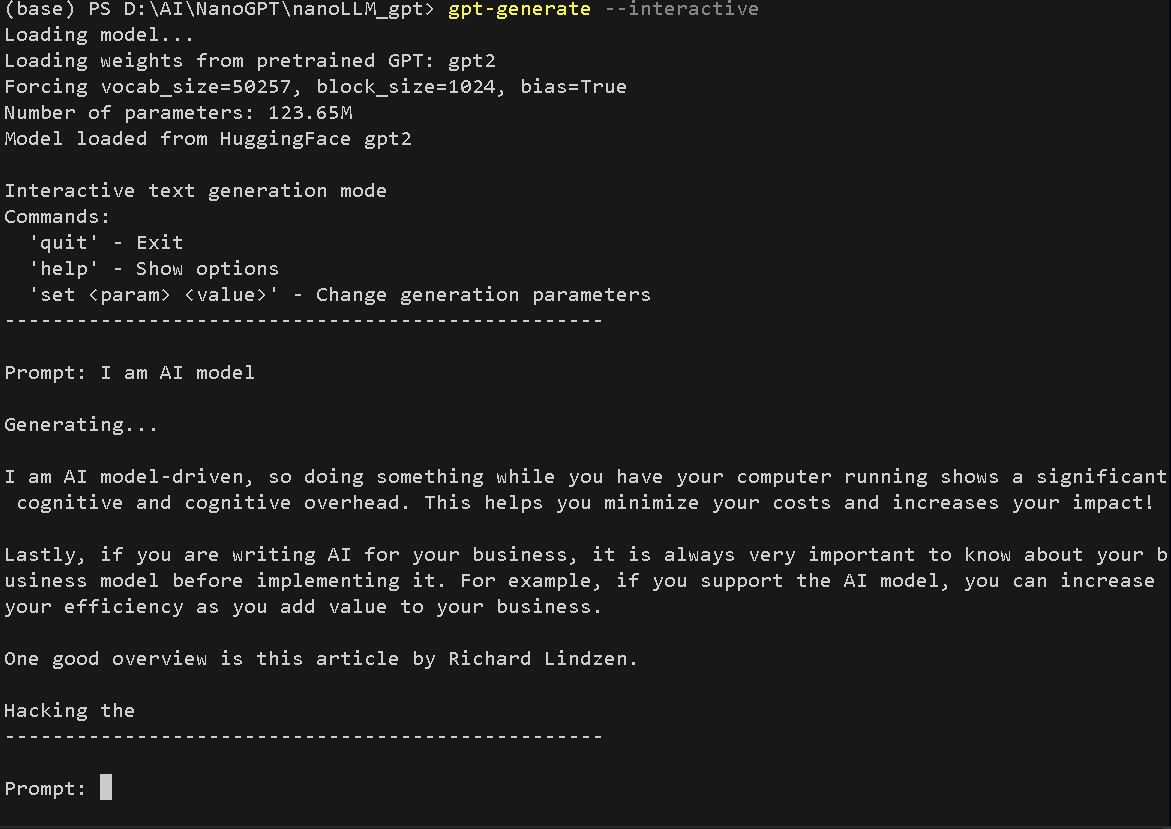 (base) PS D:\AI\NanoGPT\nanoLLM_gpt> gpt-generate --interactive
Loading model...
Loading weights from pretrained GPT: gpt2
Forcing vocab_size=50257, block_size=1024, bias=True
Number of parameters: 123.65M
Model loaded from HuggingFace gpt2

Interactive text generation mode
Commands:
  'quit' - Exit
  'help' - Show options
  'set <param> <value>' - Change generation parameters
--------------------------------------------------

Prompt: I am AI model

Generating...

I am AI model-driven, so doing something while you have your computer running shows a significant
 cognitive and cognitive overhead. This helps you minimize your costs and increases your impact!

Lastly, if you are writing AI for your business, it is always very important to know about your b
usiness model before implementing it. For example, if you support the AI model, you can increase
your efficiency as you add value to your business.

One good overview is this article by Richard Lindzen.

Hacking the
--------------------------------------------------

Prompt: